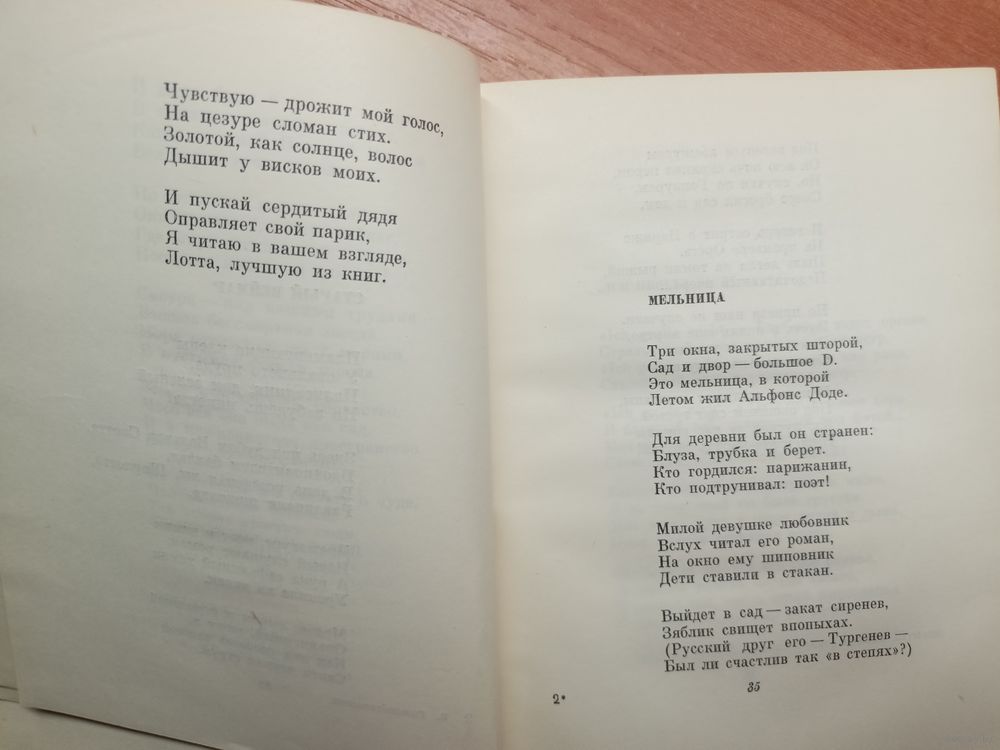 Чувствую — дрожит мой голос,
На цезуре сломан стих.
Золотой, как солнце, волос
Дышит у висков моих.
И пускай сердитый дядя
Оправляет свой парик,
Я читаю в вашем взгляде,
Лотта, лучшую из книг.
МЕЛЬНИЦА
Три окна, закрытых шторой,
Сад и двор — большое D.
Это мельница, в которой
Летом жил Альфонс Доде.
Для деревни был он странен:
Блуза, трубка и берет.
Кто гордился: парижанин,
Кто подтрунивал: поэт!
Милой девушке любовник
Вслух читал его роман,
На окно ему шиповник
Дети ставили в стакан.
Выйдет в сад — закат сиренев,
Зяблик свищет впопыхах.
(Русский друг его — Тургенев —
Был ли счастлив так «в степях»?)
2*
35